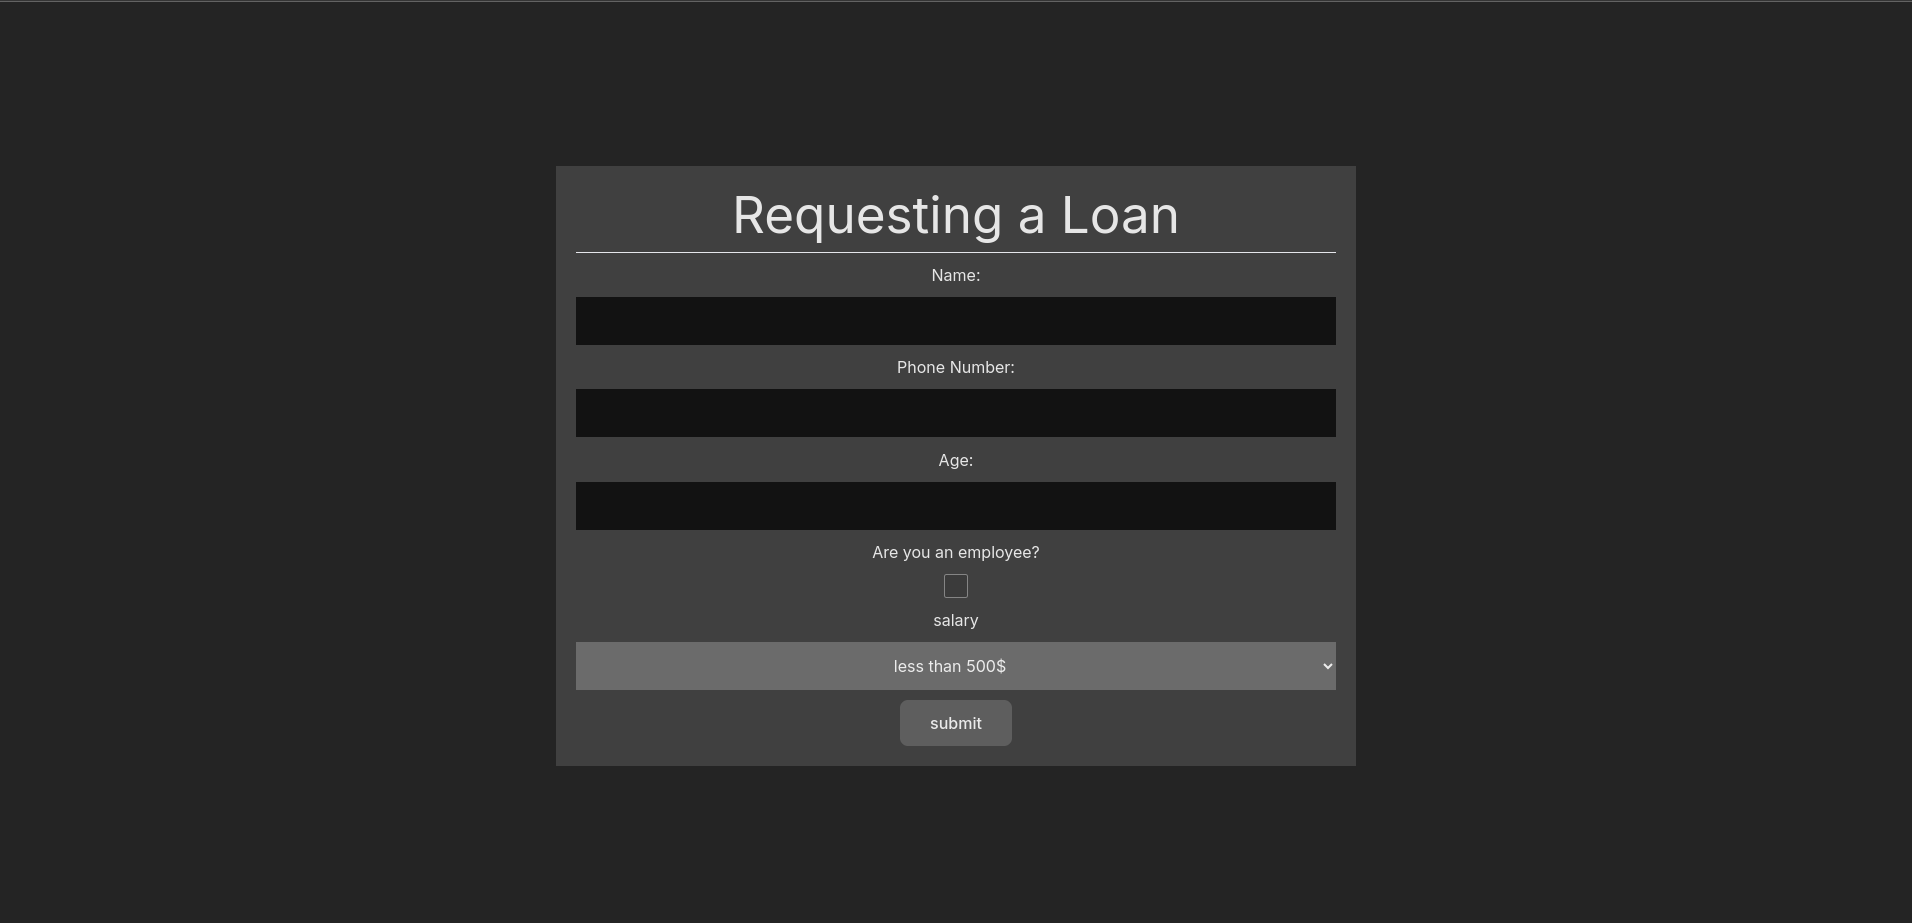 Requesting a Loan
Name:
Phone Number:
Age:
Are you an employee?
salary
less than 500$
submit